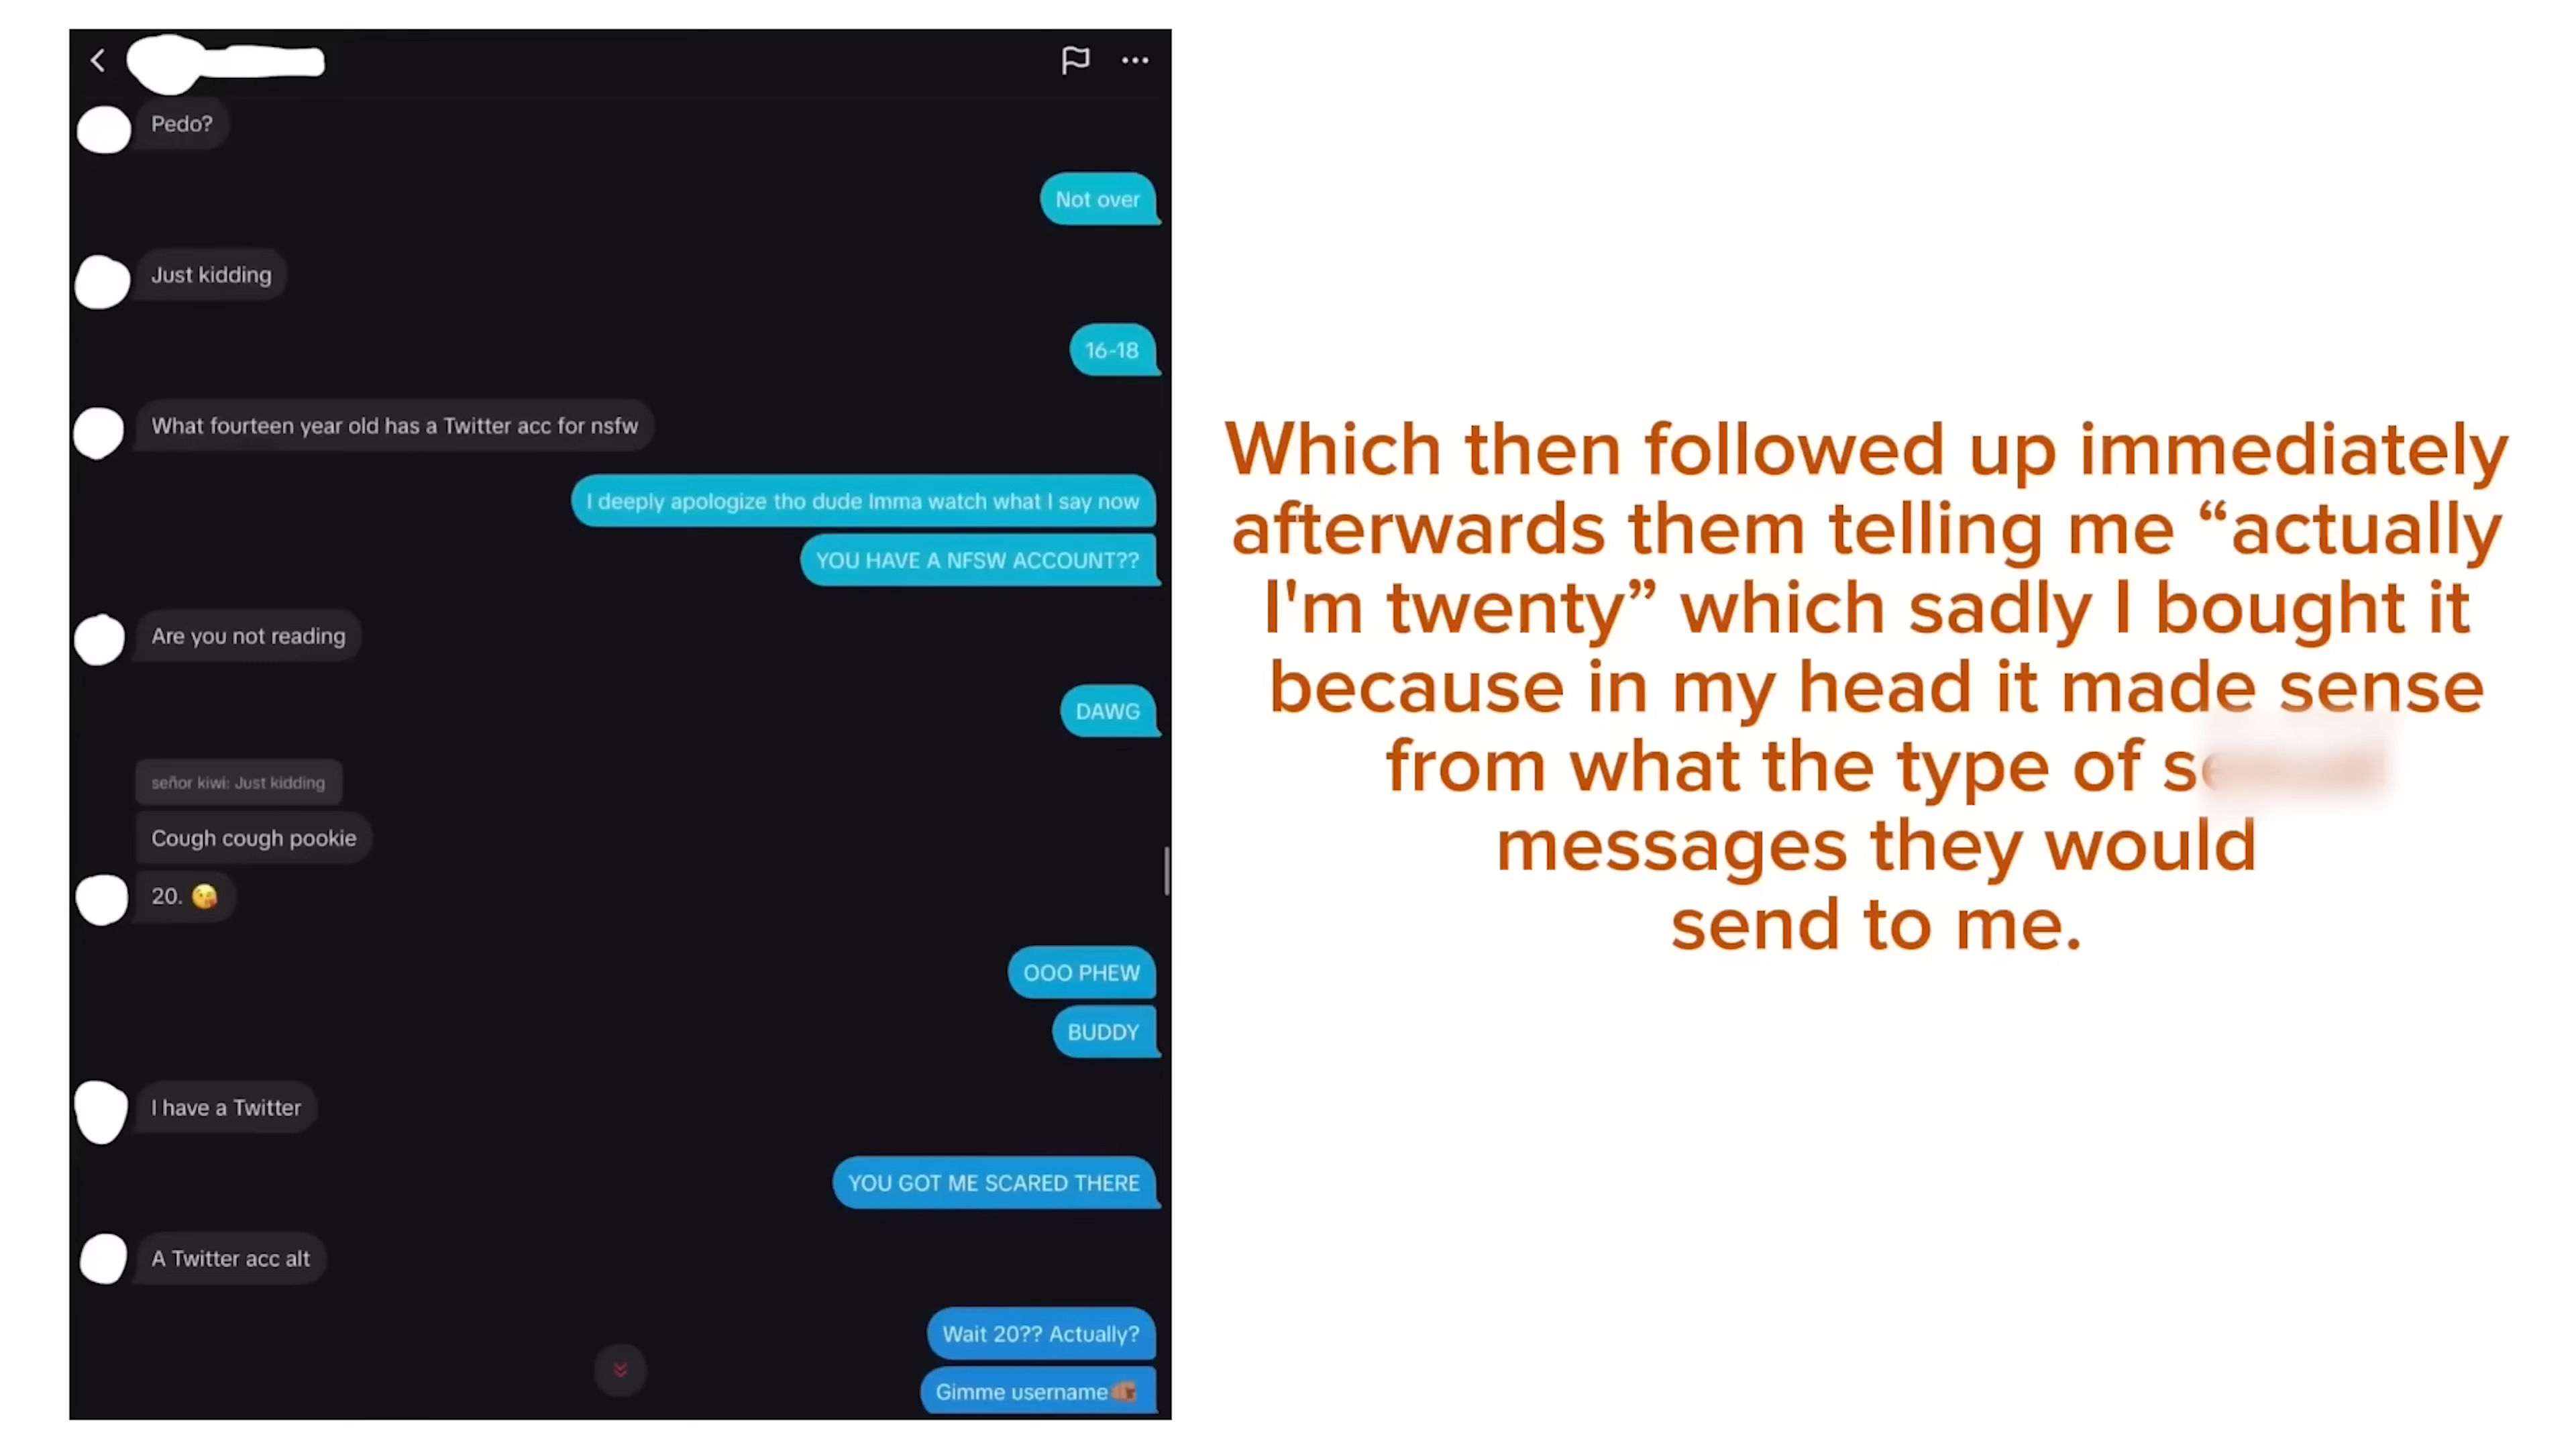 Pedo?
Not over
Just kidding
16-18
What fourteen year old has a Twitter acc for nsfw
I deeply apologize tho dude Imma watch what I say now
YOU HAVE A NFSW ACCOUNT??
Are you not reading
DAWG
señor kiwi: Just kidding
Cough cough pookie
20. 😘
OOO PHEW
BUDDY
I have a Twitter
YOU GOT ME SCARED THERE
A Twitter acc alt
Wait 20?? Actually?
Gimme username
Which then followed up immediately
afterwards them telling me “actually
I'm twenty” which sadly I bought it
because in my head it made sense
from what the type of
messages they would
send to me.